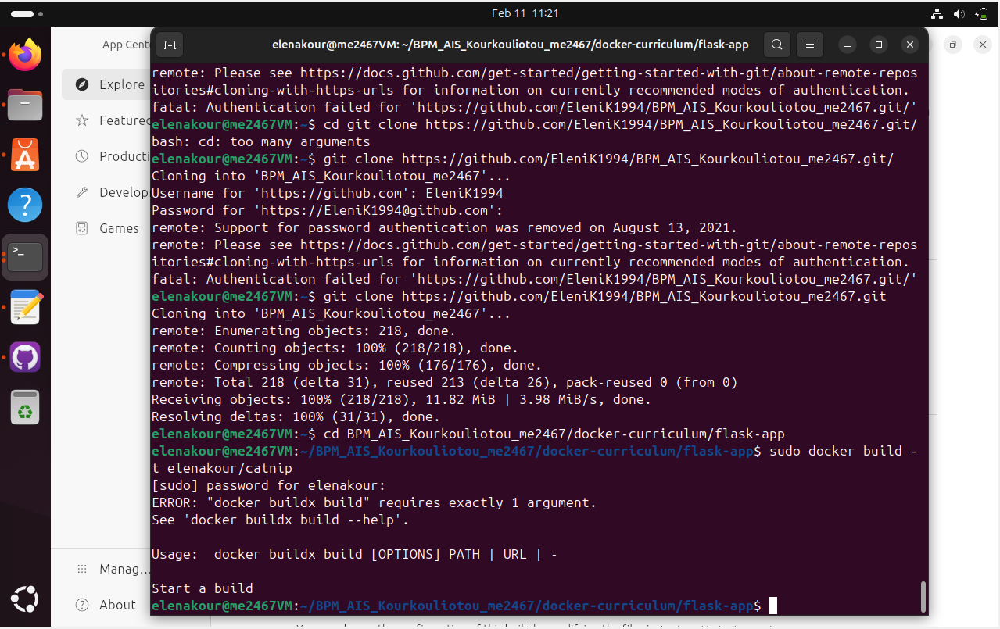 Feb 11 11:21
App Cent
elenakour@me2467VM: ~/BPM_AIS_Kourkouliotou_me2467/docker-curriculum/flask-app
Explore
Featured
Producti
Develop
Games
Manag…
About
remote: Please see https://docs.github.com/get-started/getting-started-with-git/about-remote-repos
itories#cloning-with-https-urls for information on currently recommended modes of authentication.
fatal: Authentication failed for 'https://github.com/EleniK1994/BPM_AIS_Kourkouliotou_me2467.git/'
elenakour@me2467VM:~$ cd git clone https://github.com/EleniK1994/BPM_AIS_Kourkouliotou_me2467.git/
bash: cd: too many arguments
elenakour@me2467VM:~$ git clone https://github.com/EleniK1994/BPM_AIS_Kourkouliotou_me2467.git/
Cloning into 'BPM_AIS_Kourkouliotou_me2467'...
Username for 'https://github.com': EleniK1994
Password for 'https://EleniK1994@github.com':
remote: Support for password authentication was removed on August 13, 2021.
remote: Please see https://docs.github.com/get-started/getting-started-with-git/about-remote-repos
itories#cloning-with-https-urls for information on currently recommended modes of authentication.
fatal: Authentication failed for 'https://github.com/EleniK1994/BPM_AIS_Kourkouliotou_me2467.git/'
elenakour@me2467VM:~$ git clone https://github.com/EleniK1994/BPM_AIS_Kourkouliotou_me2467.git
Cloning into 'BPM_AIS_Kourkouliotou_me2467'...
remote: Enumerating objects: 218, done.
remote: Counting objects: 100% (218/218), done.
remote: Compressing objects: 100% (176/176), done.
remote: Total 218 (delta 31), reused 213 (delta 26), pack-reused 0 (from 0)
Receiving objects: 100% (218/218), 11.82 MiB | 3.98 MiB/s, done.
Resolving deltas: 100% (31/31), done.
elenakour@me2467VM:~$ cd BPM_AIS_Kourkouliotou_me2467/docker-curriculum/flask-app
elenakour@me2467VM:~/BPM_AIS_Kourkouliotou_me2467/docker-curriculum/flask-app$ sudo docker build -
t elenakour/catnip
[sudo] password for elenakour:
ERROR: "docker buildx build" requires exactly 1 argument.
See 'docker buildx build --help'.
Usage:  docker buildx build [OPTIONS] PATH | URL | -
Start a build
elenakour@me2467VM:~/BPM_AIS_Kourkouliotou_me2467/docker-curriculum/flask-app$